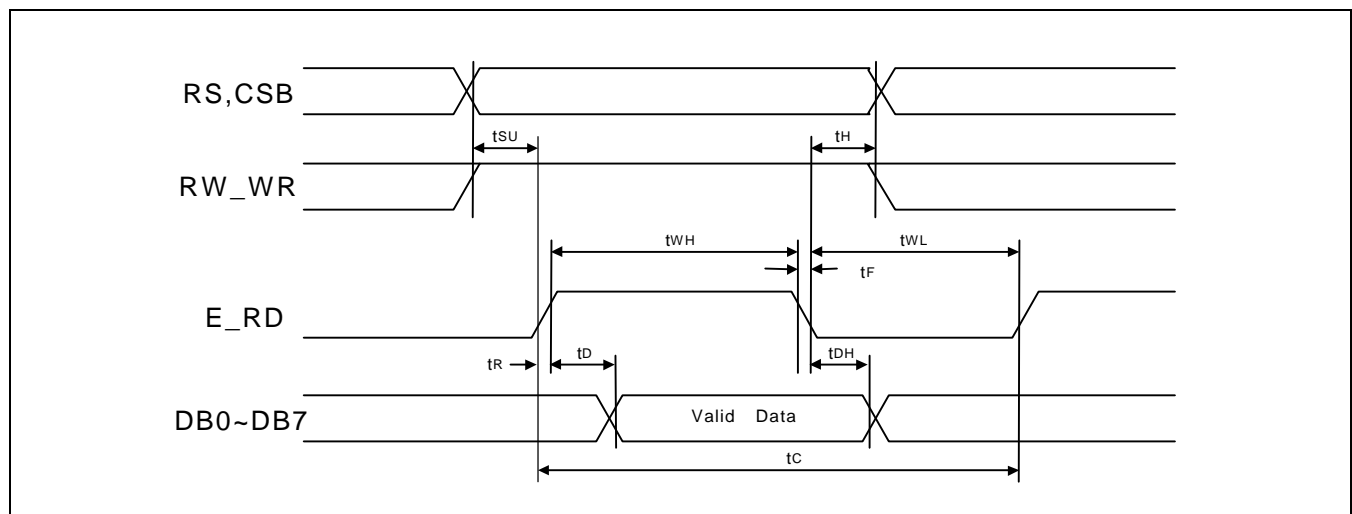 RS,CSB
tSU
tH
RW_WR
tWH
tWL
tF
E_RD
tR
tD
tDH
DB0~DB7
Valid Data
tC